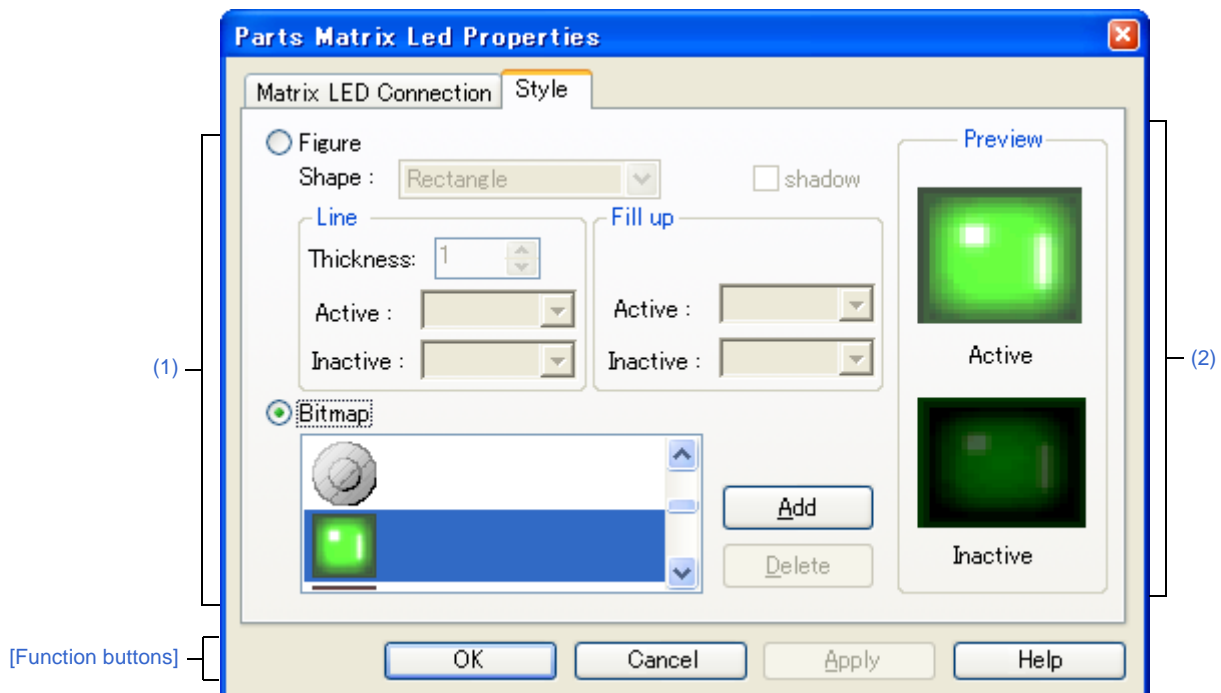 Parts Matrix Led Properties
Matrix LED Connection
Style
Figure
Shape : Rectangle
shadow
Line
Thickness: 1
Active :
Inactive :
Fill up
Active :
Inactive :
Bitmap
Add
Delete
Preview
Active
Inactive
(1)
(2)
[Function buttons]
OK
Cancel
Apply
Help